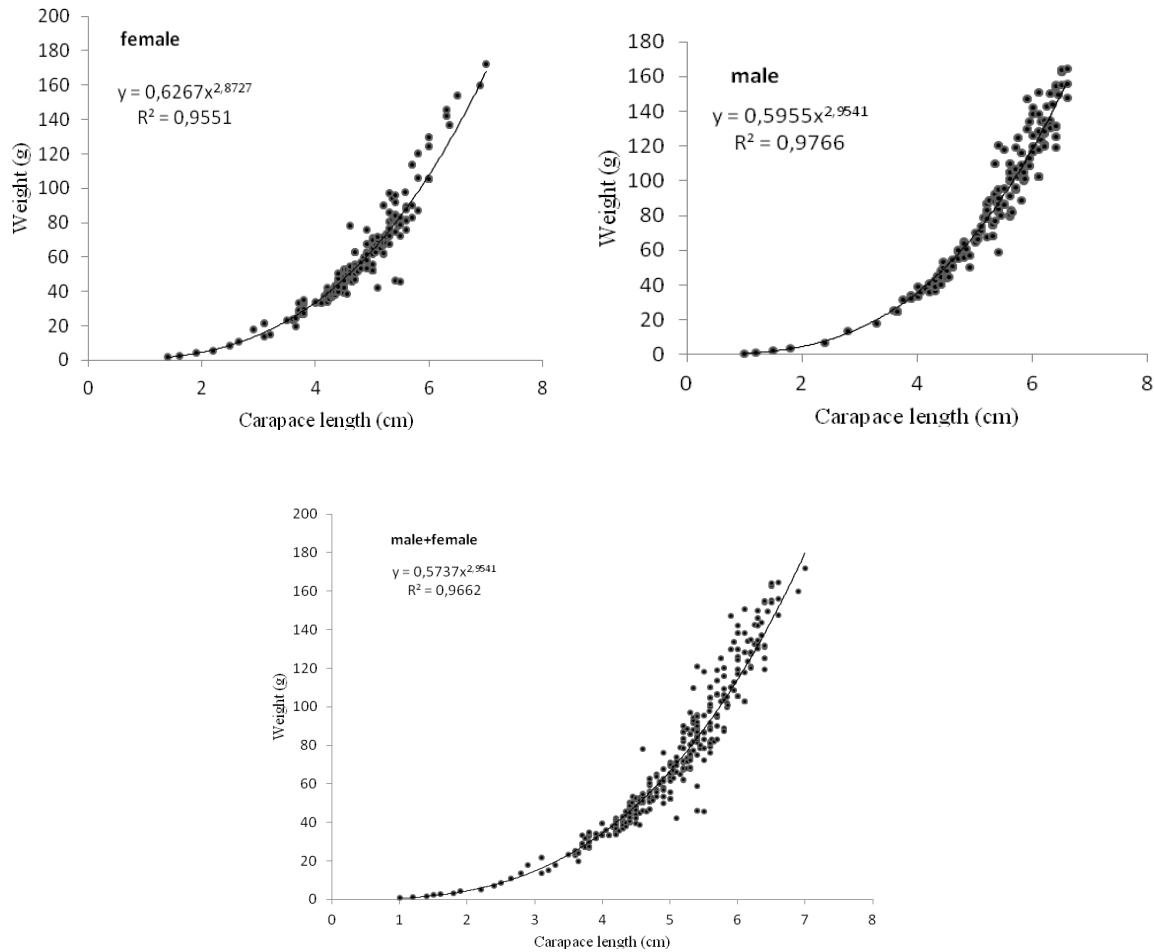 female
y = 0,6267x^2,8727
R² = 0,9551
Weight (g)
200
180
160
140
120
100
80
60
40
20
0
0 2 4 6 8
Carapace length (cm)
male
y = 0,5955x^2,9541
R² = 0,9766
Weight (g)
180
160
140
120
100
80
60
40
20
0
0 2 4 6 8
Carapace length (cm)
male+female
y = 0,5737x^2,9541
R² = 0,9662
Weight (g)
200
180
160
140
120
100
80
60
40
20
0
0 1 2 3 4 5 6 7 8
Carapace length (cm)